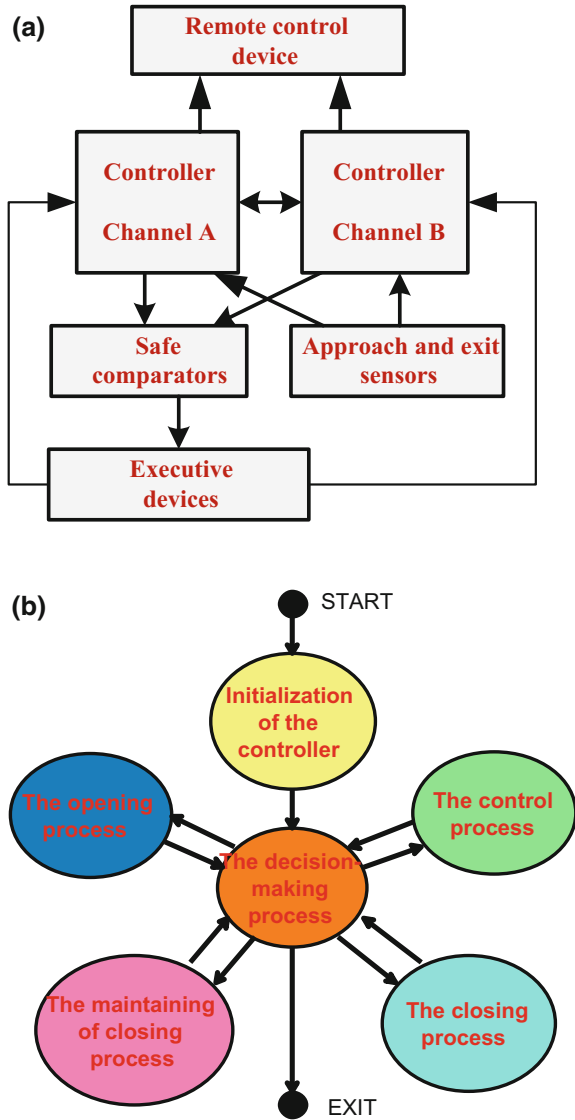 (a)
Remote control
device
Controller
Channel A
Controller
Channel B
Safe
comparators
Approach and exit
sensors
Executive
devices
(b)
START
Initialization
of the
controller
The opening
process
The control
process
The decision-
making
process
The maintaining
of closing
process
The closing
process
EXIT